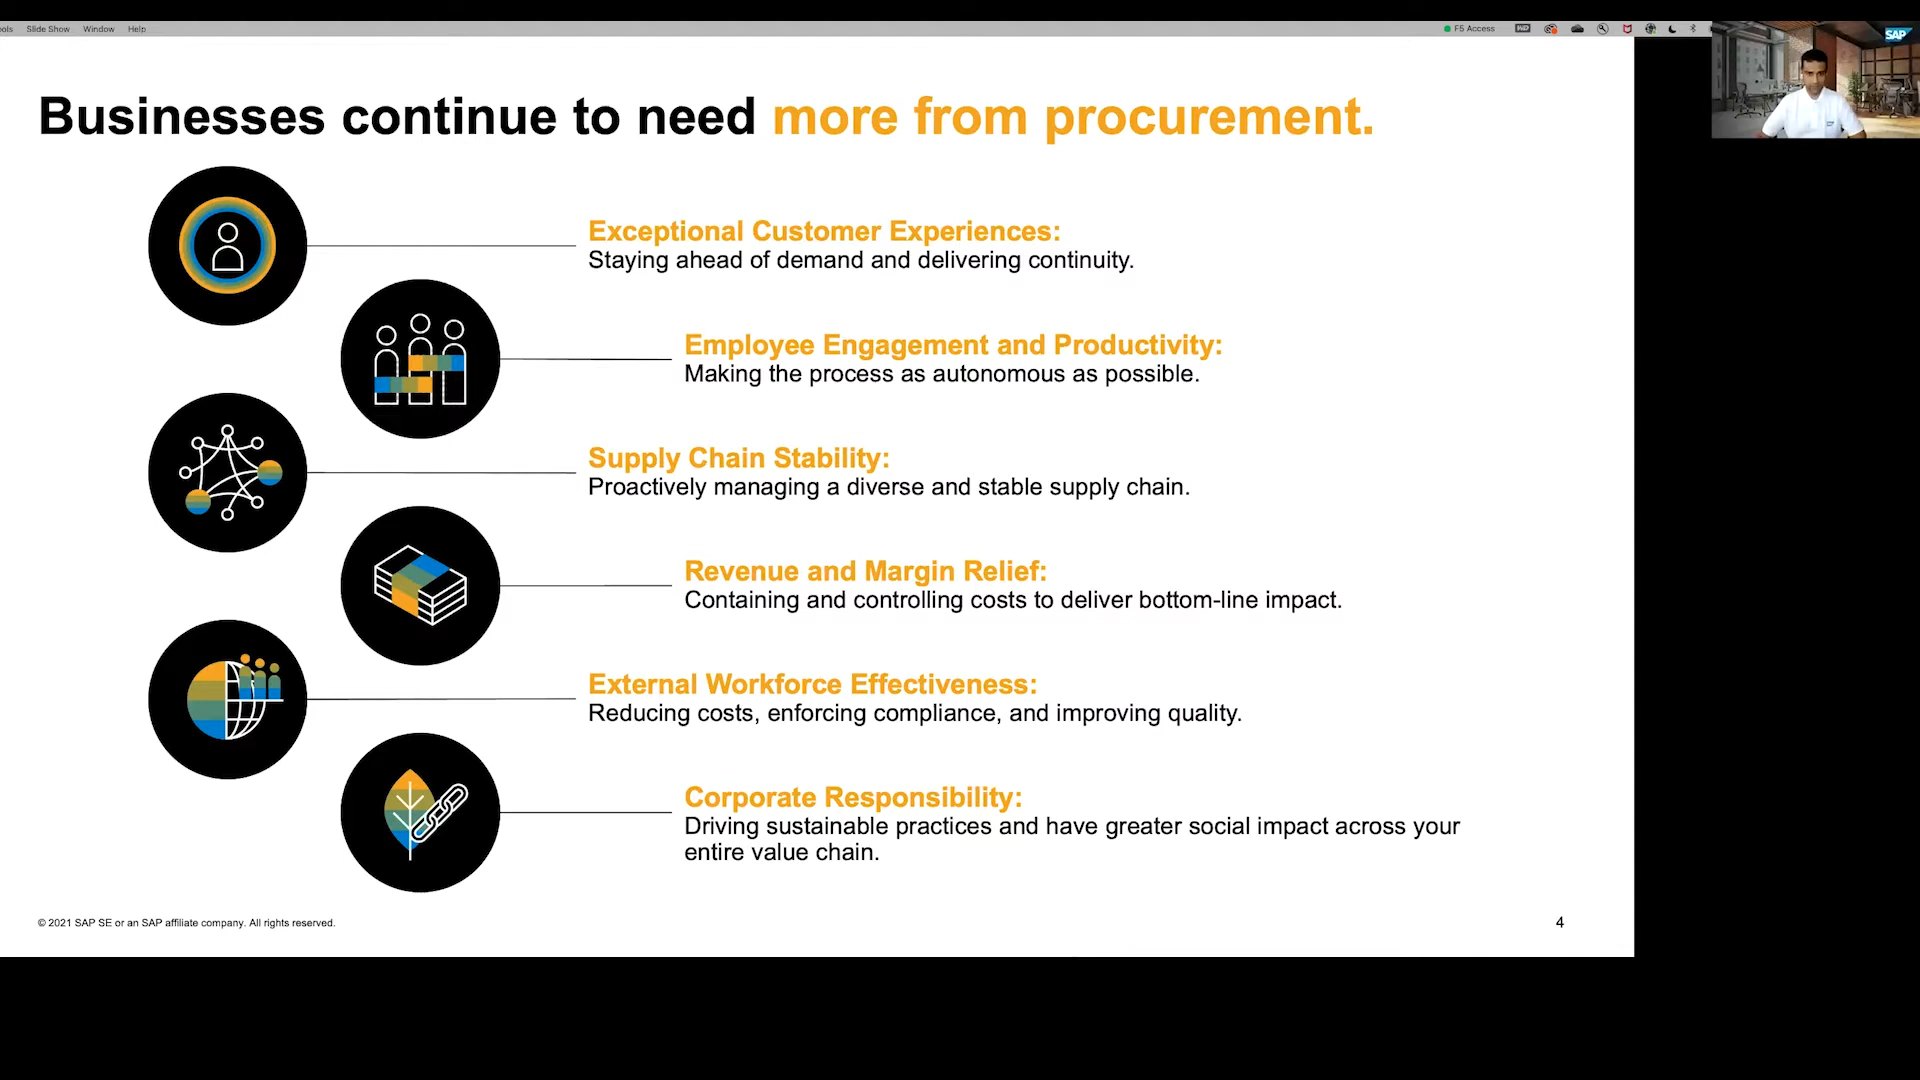 ools Slide Show Window Help
F5 Access
SAP
Businesses continue to need more from procurement.
Exceptional Customer Experiences:
Staying ahead of demand and delivering continuity.
Employee Engagement and Productivity:
Making the process as autonomous as possible.
Supply Chain Stability:
Proactively managing a diverse and stable supply chain.
Revenue and Margin Relief:
Containing and controlling costs to deliver bottom-line impact.
External Workforce Effectiveness:
Reducing costs, enforcing compliance, and improving quality.
Corporate Responsibility:
Driving sustainable practices and have greater social impact across your
entire value chain.
© 2021 SAP SE or an SAP affiliate company. All rights reserved.
4